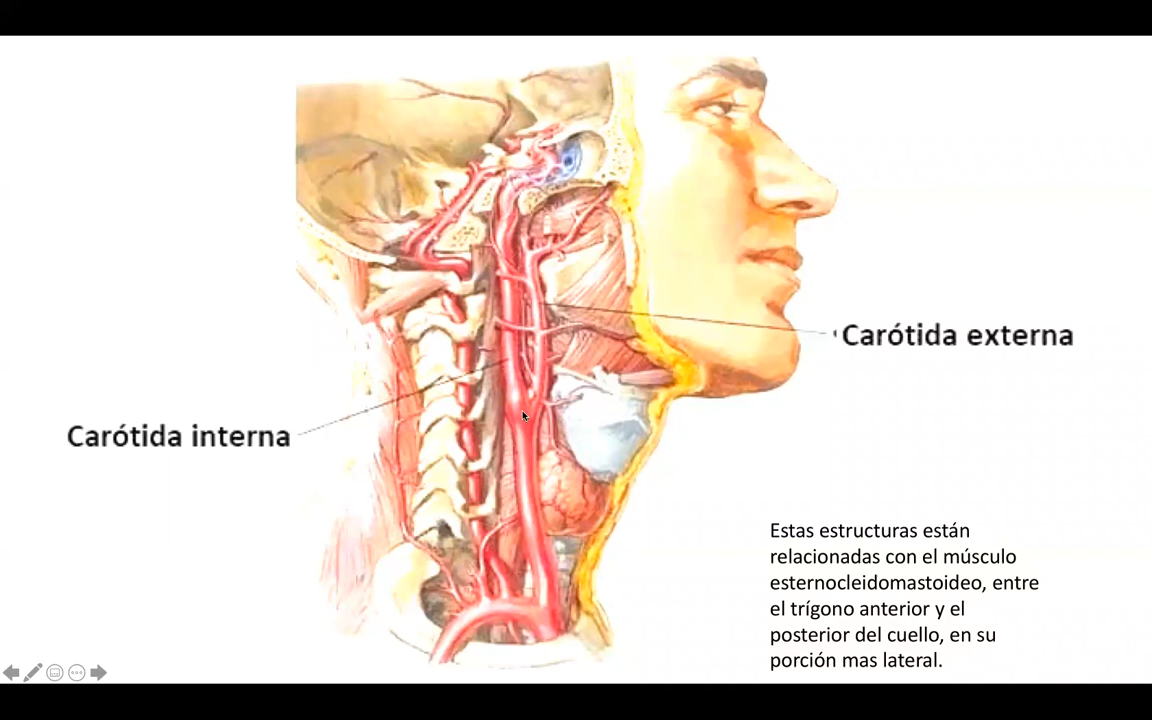 Carótida externa
Carótida interna
Estas estructuras están
relacionadas con el músculo
esternocleidomastoideo, entre
el trígono anterior y el
posterior del cuello, en su
porción mas lateral.